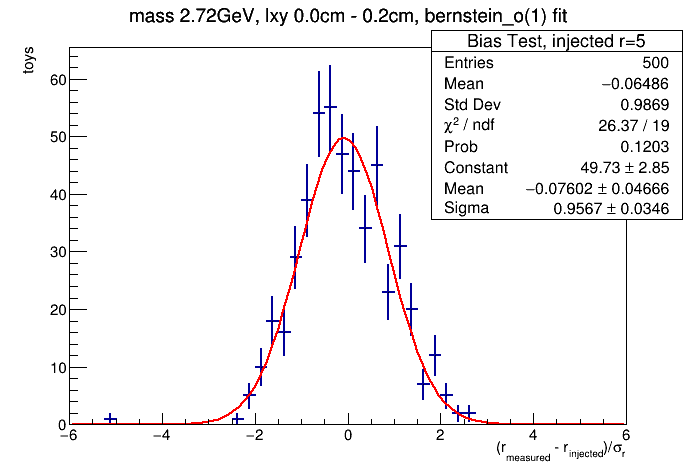 mass 2.72GeV, lxy 0.0cm - 0.2cm, bernstein_o(1) fit
Bias Test, injected r=5
Entries 500
Mean −0.06486
Std Dev 0.9869
χ² / ndf 26.37 / 19
Prob 0.1203
Constant 49.73 ± 2.85
Mean −0.07602 ± 0.04666
Sigma 0.9567 ± 0.0346
toys
60
50
40
30
20
10
0
−6 −4 −2 0 2 4 6
(r_measured - r_injected)/σ_r